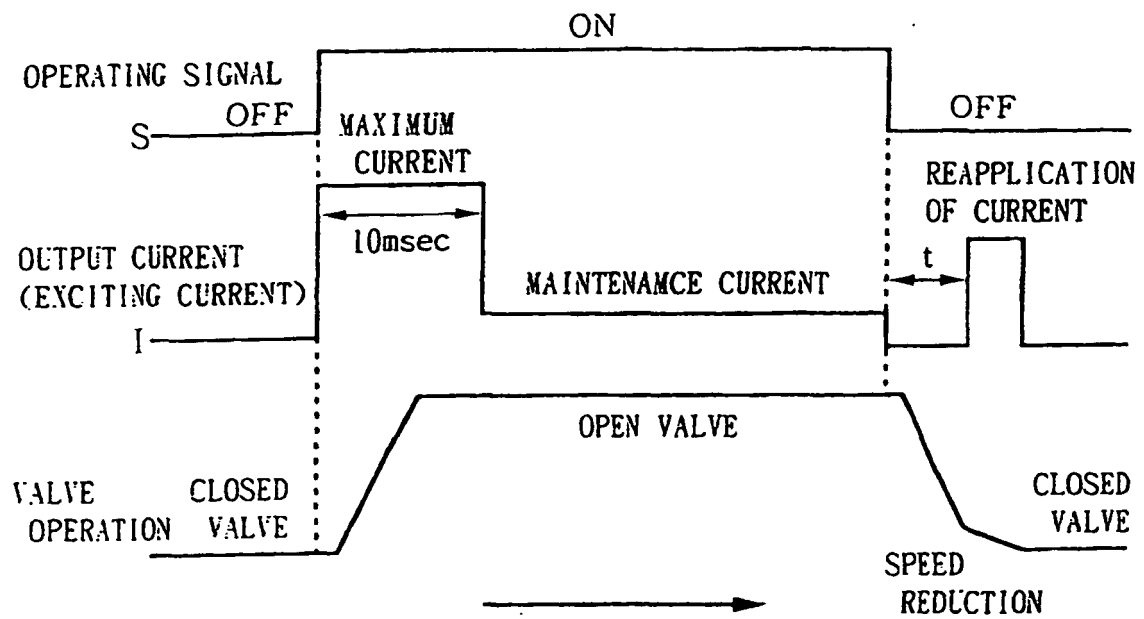 ON
OPERATING SIGNAL
OFF
S
MAXIMUM
CURRENT
OFF
REAPPLICATION
OF CURRENT
10msec
t
OUTPUT CURRENT
(EXCITING CURRENT)
MAINTENAMCE CURRENT
I
OPEN VALVE
VALVE
OPERATION
CLOSED
VALVE
CLOSED
VALVE
SPEED
REDUCTION